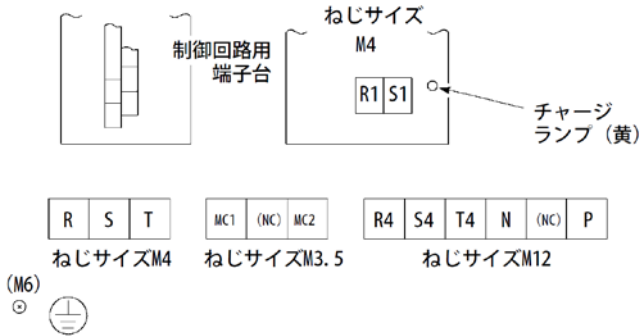 ねじサイズ
M4
制御回路用
端子台
R1 S1
チャージ
ランプ（黄）
R S T
MC1 (NC) MC2
R4 S4 T4 N (NC) P
ねじサイズM4
ねじサイズM3.5
ねじサイズM12
(M6)